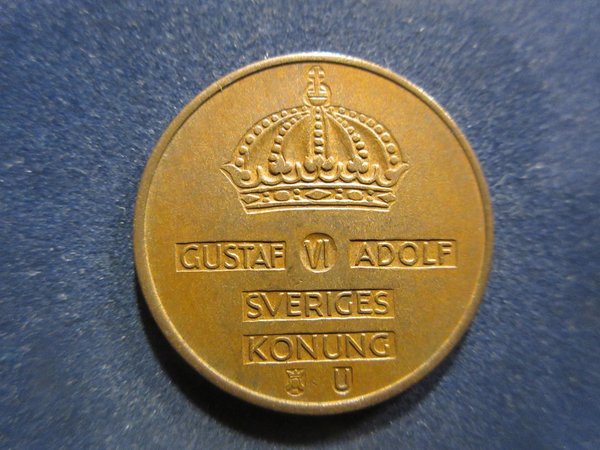 GUSTAF VI ADOLF
SVERIGES
KONUNG
U